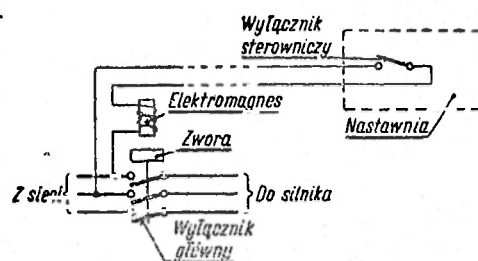 Wyłącznik
sterowniczy
Elektromagnes
Nastawnia
Zwora
Z sieci
Do silnika
Wyłącznik
główny